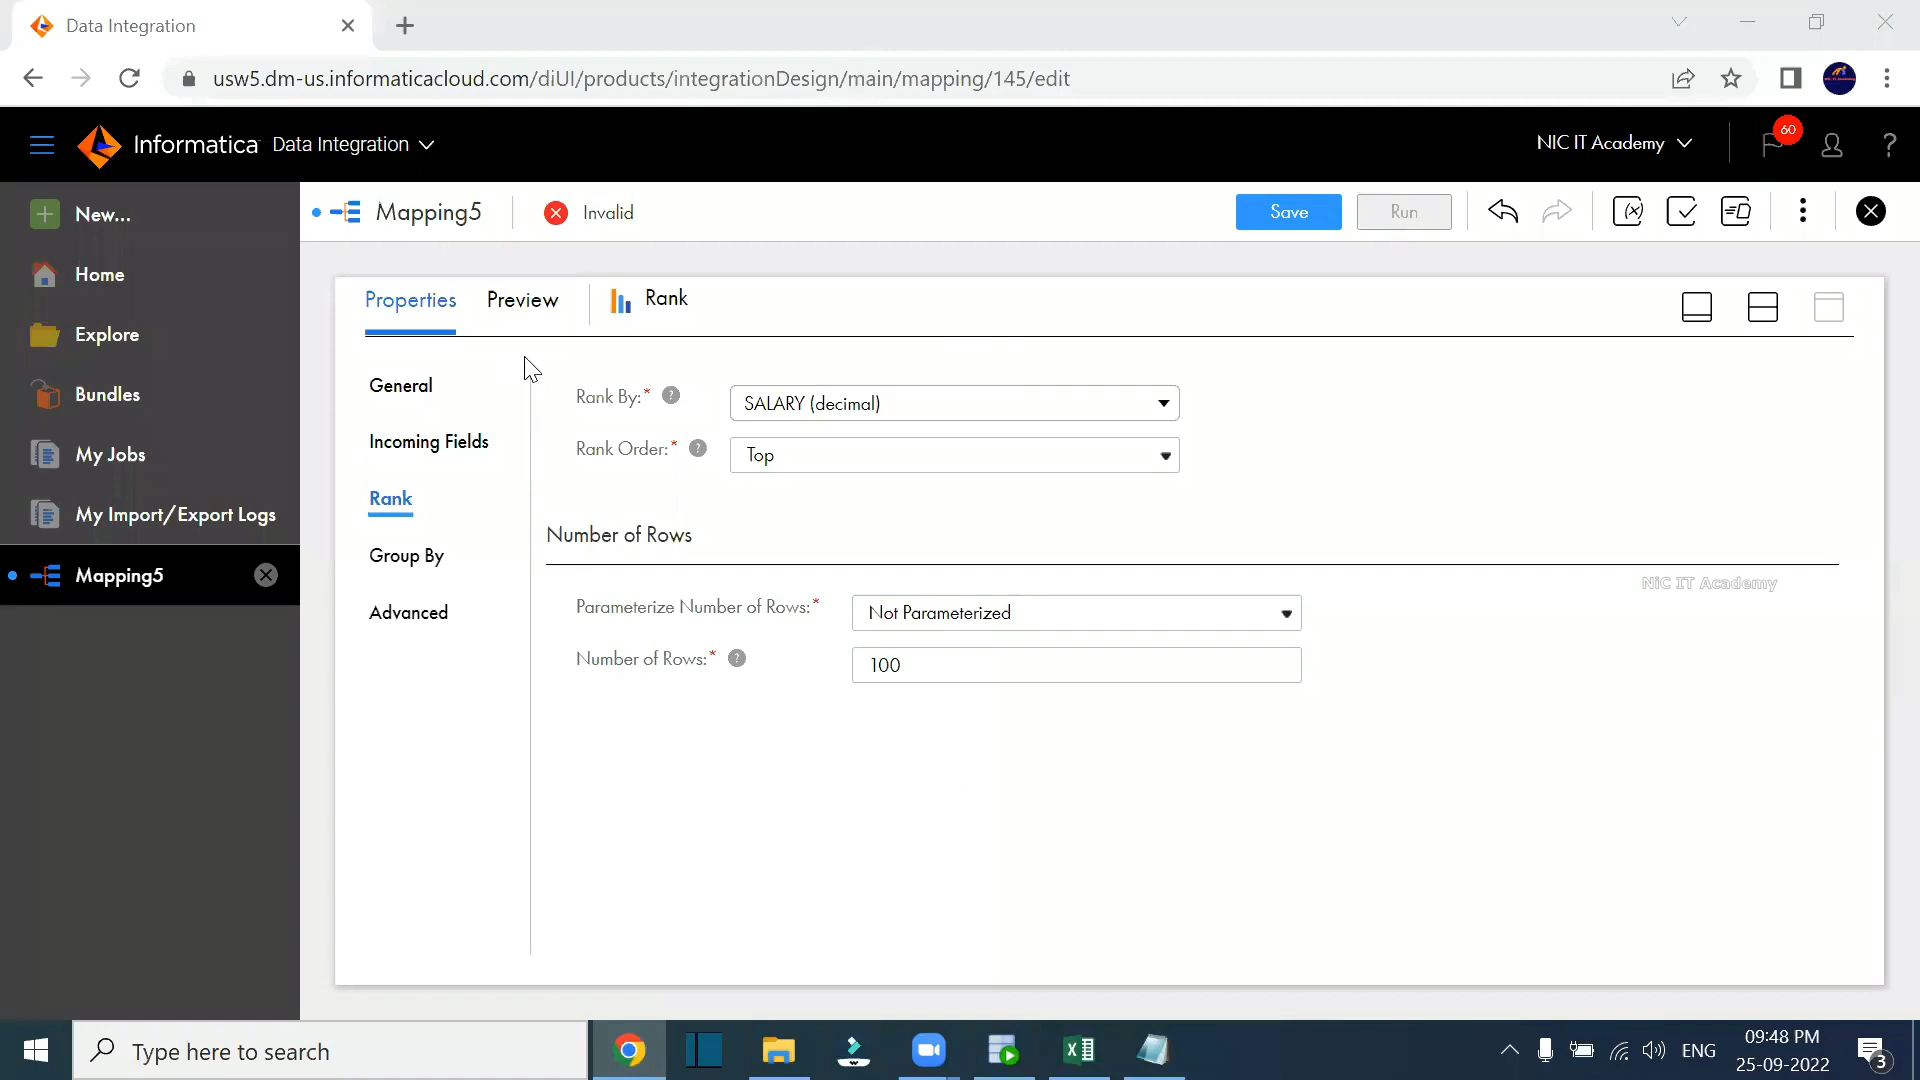 Data Integration
usw5.dm-us.informaticacloud.com/diUI/products/integrationDesign/main/mapping/145/edit
Informatica Data Integration
NIC IT Academy
60
?
New...
Home
Explore
Bundles
My Jobs
My Import/Export Logs
Mapping5
Mapping5
Invalid
Save
Run
Properties
Preview
Rank
General
Incoming Fields
Rank
Group By
Advanced
Rank By:* ?
SALARY (decimal)
Rank Order:* ?
Top
Number of Rows
NIC IT Academy
Parameterize Number of Rows:*
Not Parameterized
Number of Rows:* ?
100
Type here to search
ENG
09:48 PM
25-09-2022
3